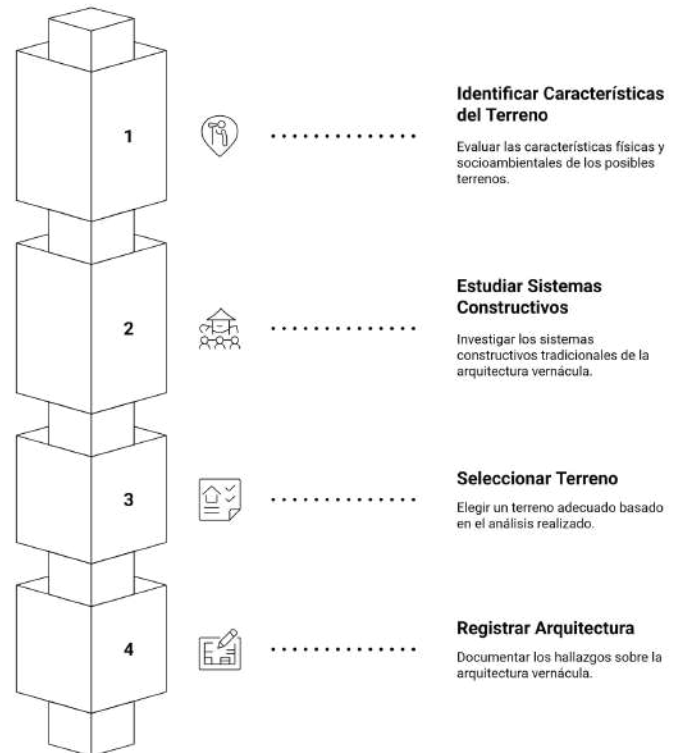 1
Identificar Características
del Terreno
Evaluar las características físicas y
socioambientales de los posibles
terrenos.
2
Estudiar Sistemas
Constructivos
Investigar los sistemas
constructivos tradicionales de la
arquitectura vernácula.
3
Seleccionar Terreno
Elegir un terreno adecuado basado
en el análisis realizado.
4
Registrar Arquitectura
Documentar los hallazgos sobre la
arquitectura vernácula.